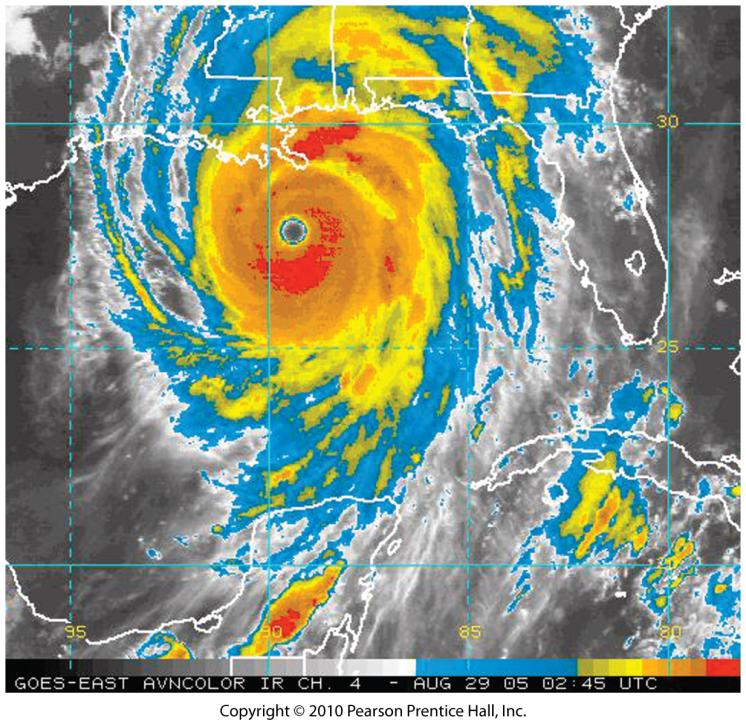 30
25
95 90 85 80
GOES-EAST AVNCOLOR IR CH. 4 - AUG 29 05 02:45 UTC
Copyright © 2010 Pearson Prentice Hall, Inc.